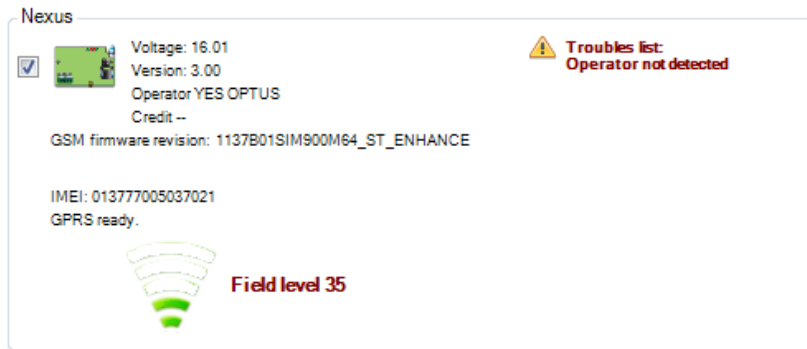 Nexus
Voltage: 16.01
Version: 3.00
Operator YES OPTUS
Credit --
GSM firmware revision: 1137B01SIM900M64_ST_ENHANCE
IMEI: 013777005037021
GPRS ready.
Field level 35
Troubles list:
Operator not detected